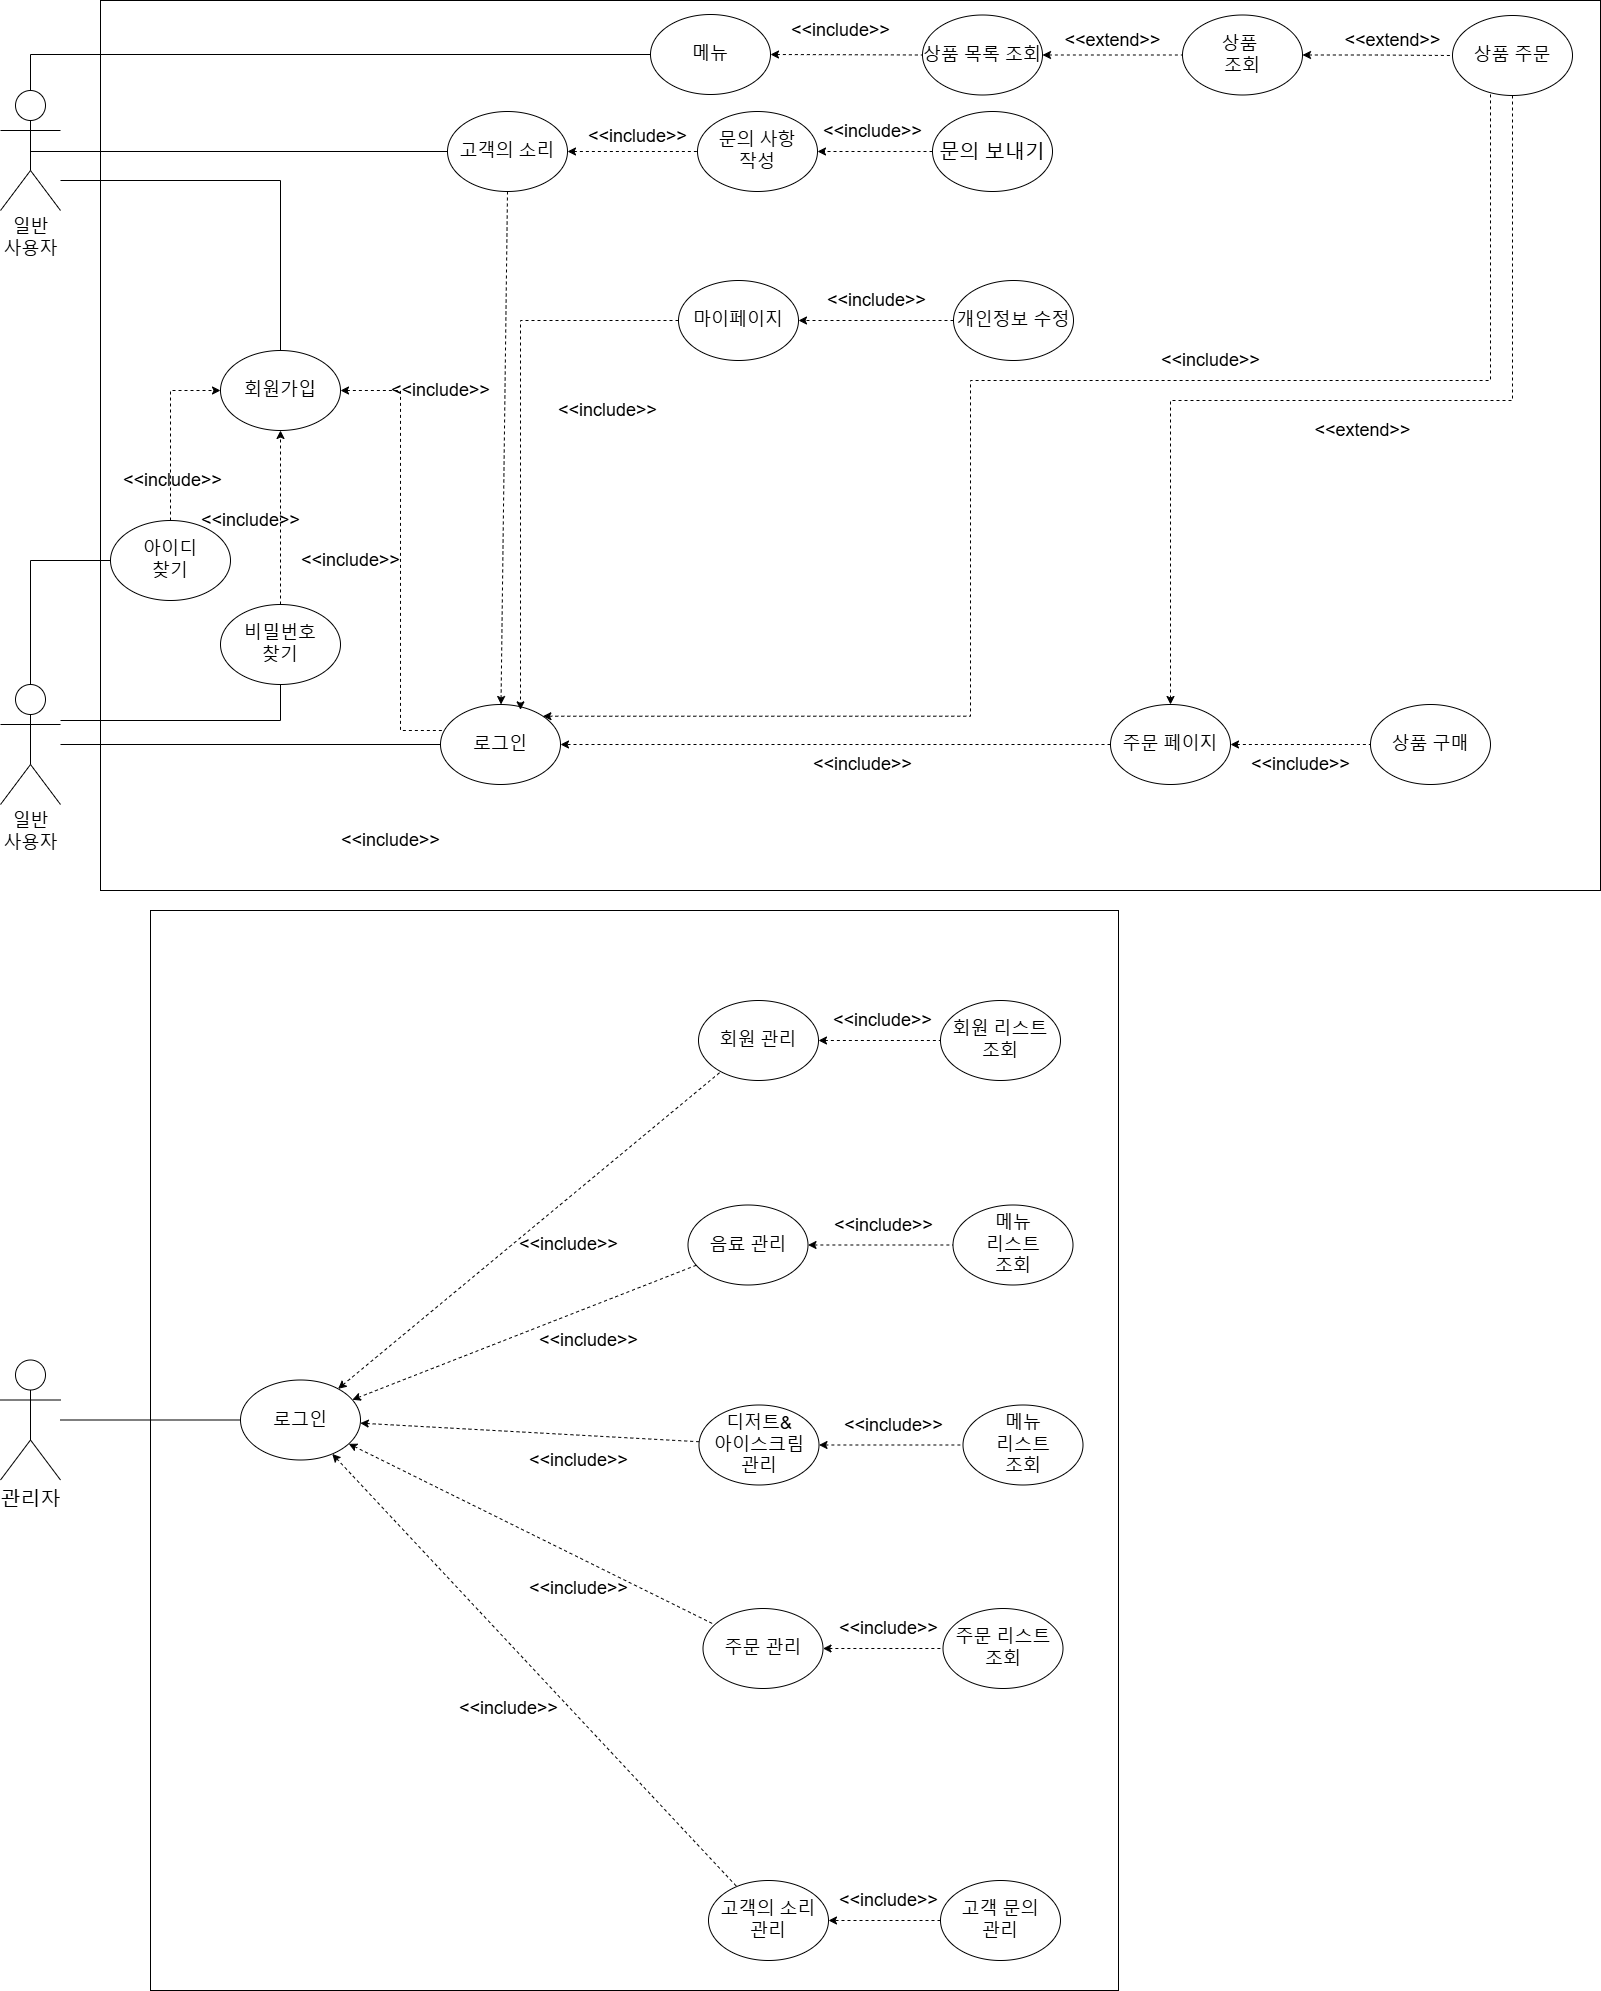 메뉴
<<include>>
상품 목록 조회
<<extend>>
상품
조회
<<extend>>
상품 주문
고객의 소리
<<include>>
문의 사항
작성
<<include>>
문의 보내기
일반
사용자
마이페이지
<<include>>
개인정보 수정
<<include>>
회원가입
<<include>>
<<include>>
<<extend>>
<<include>>
<<include>>
아이디
찾기
<<include>>
비밀번호
찾기
로그인
<<include>>
주문 페이지
<<include>>
상품 구매
일반
사용자
<<include>>
회원 관리
<<include>>
회원 리스트
조회
<<include>>
음료 관리
<<include>>
메뉴
리스트
조회
<<include>>
로그인
관리자
디저트&
아이스크림
관리
<<include>>
메뉴
리스트
조회
<<include>>
<<include>>
주문 관리
<<include>>
주문 리스트
조회
<<include>>
고객의 소리
관리
<<include>>
고객 문의
관리